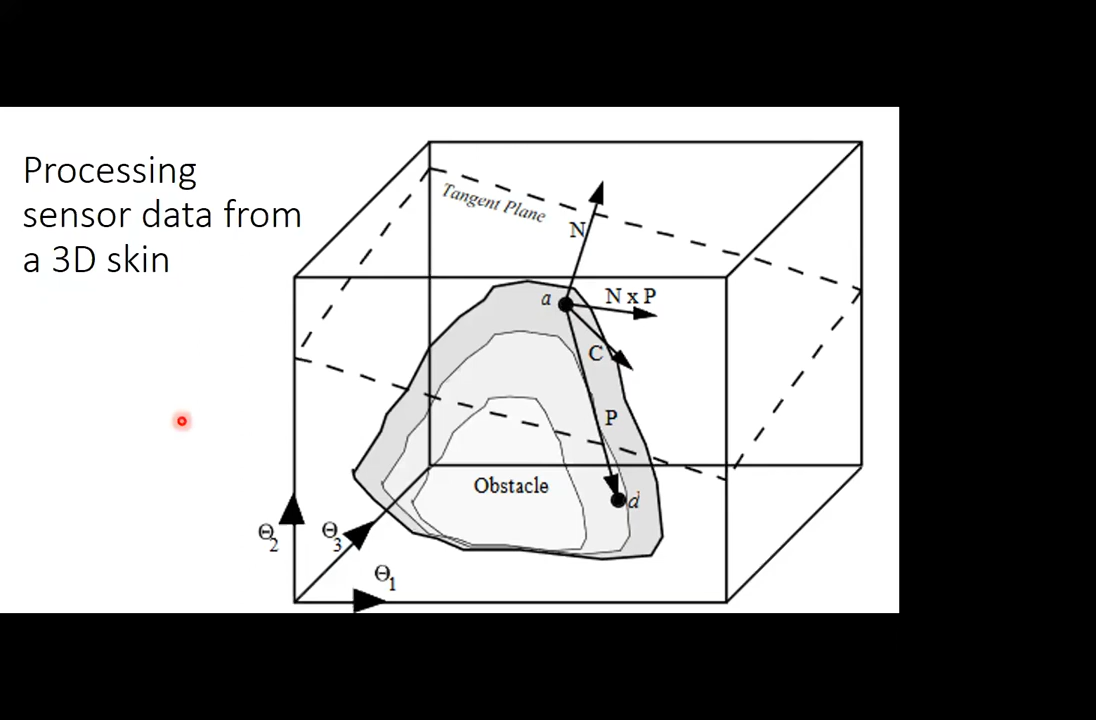 Processing
sensor data from
a 3D skin
Tangent Plane
N
a
N x P
C
P
Obstacle
d
Θ2
Θ3
Θ1